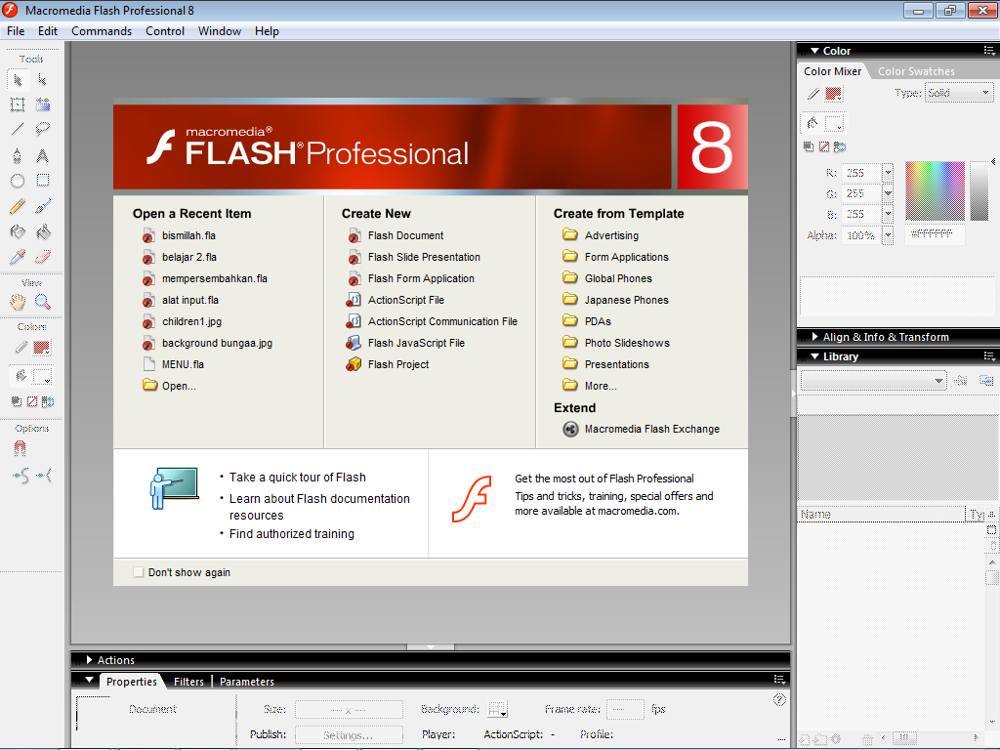 Macromedia Flash Professional 8
File Edit Commands Control Window Help
Tools
View
Colors
Options
macromedia®
FLASH® Professional
8
Open a Recent Item
bismillah.fla
belajar 2.fla
mempersembahkan.fla
alat input.fla
children1.jpg
background bungaa.jpg
MENU.fla
Open...
Create New
Flash Document
Flash Slide Presentation
Flash Form Application
ActionScript File
ActionScript Communication File
Flash JavaScript File
Flash Project
Create from Template
Advertising
Form Applications
Global Phones
Japanese Phones
PDAs
Photo Slideshows
Presentations
More...
Extend
Macromedia Flash Exchange
• Take a quick tour of Flash
• Learn about Flash documentation
resources
• Find authorized training
Get the most out of Flash Professional
Tips and tricks, training, special offers and
more available at macromedia.com.
Don't show again
Color
Color Mixer Color Swatches
Type: Solid
R: 255
G: 255
B: 255
Alpha: 100% #FFFFFF
Align & Info & Transform
Library
Name Ty
Actions
Properties Filters Parameters
Document Size: x Background: Frame rate: fps
Publish: Settings... Player: ActionScript: - Profile: